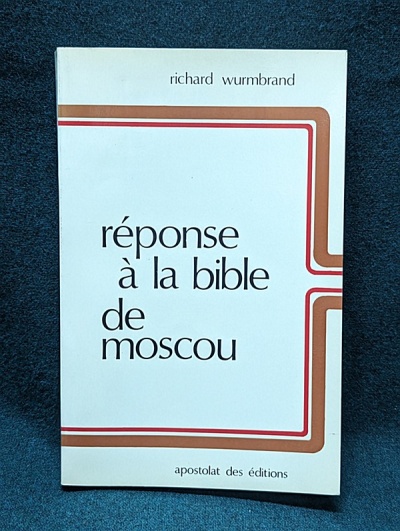 richard wurmbrand
réponse
à la bible
de
moscou
apostolat des éditions